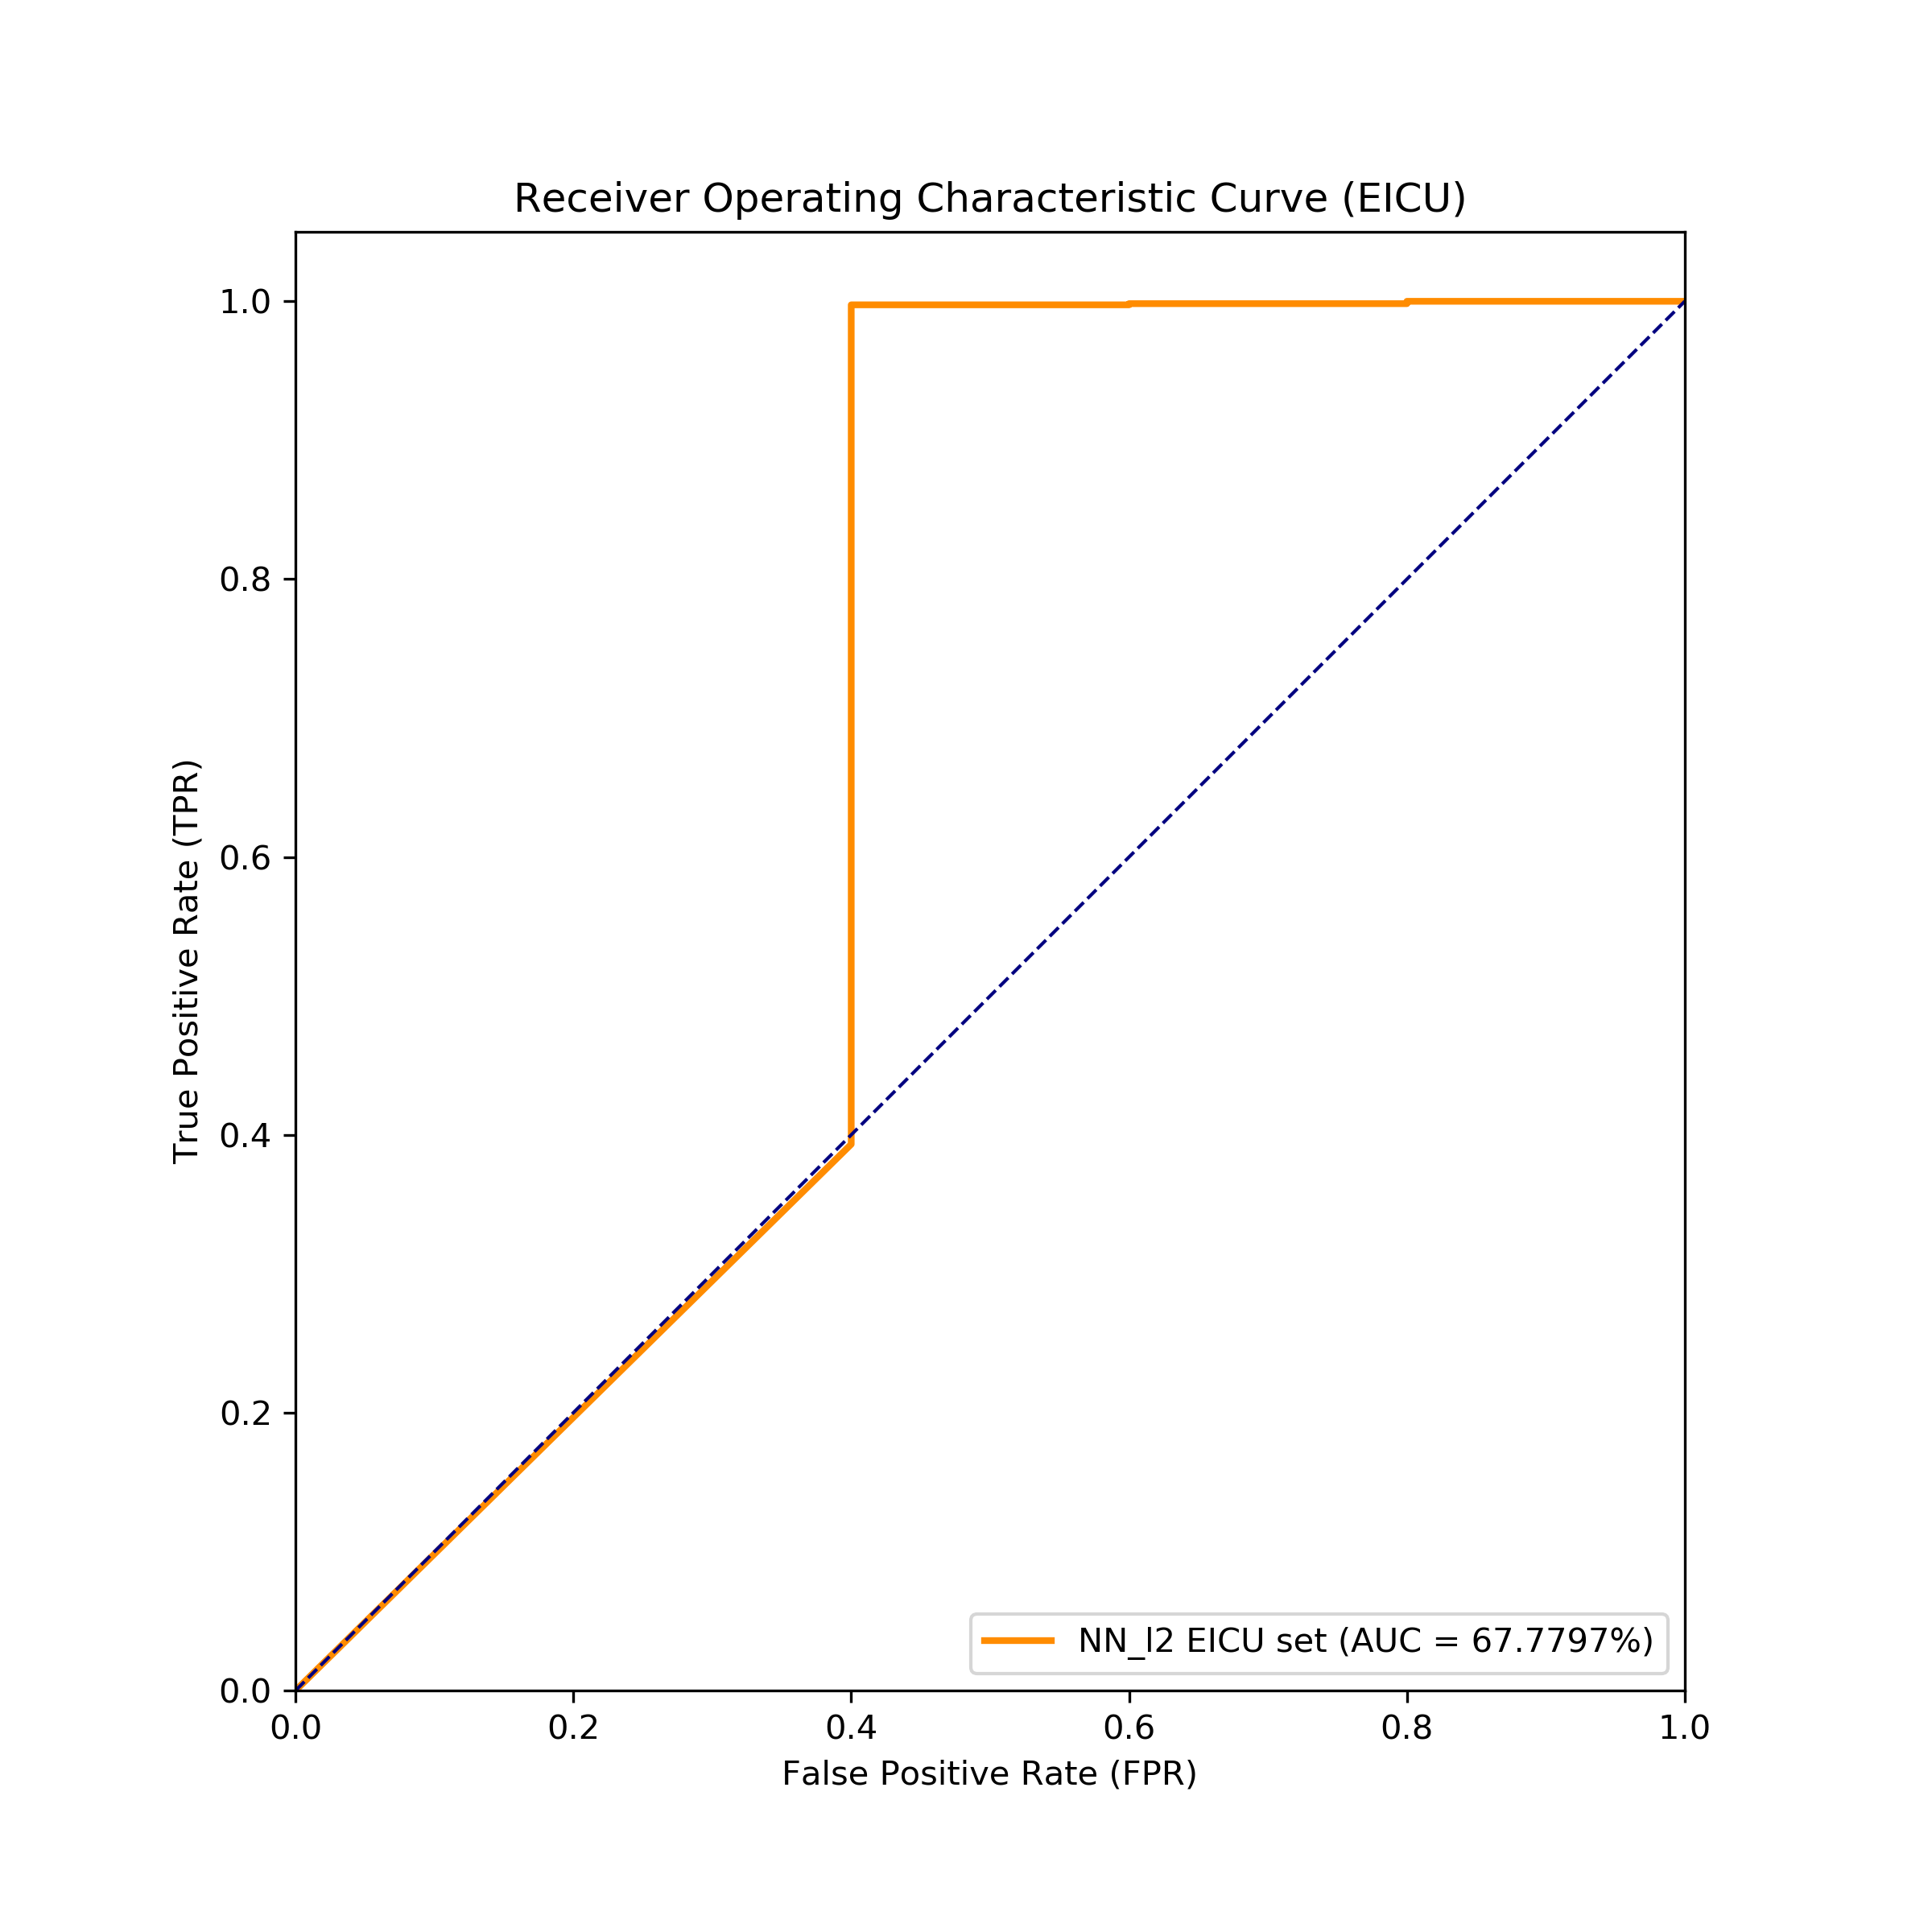 Receiver Operating Characteristic Curve (EICU)
1.0
0.8
0.6
0.4
0.2
0.0
True Positive Rate (TPR)
NN_l2 EICU set (AUC = 67.7797%)
0.0 0.2 0.4 0.6 0.8 1.0
False Positive Rate (FPR)